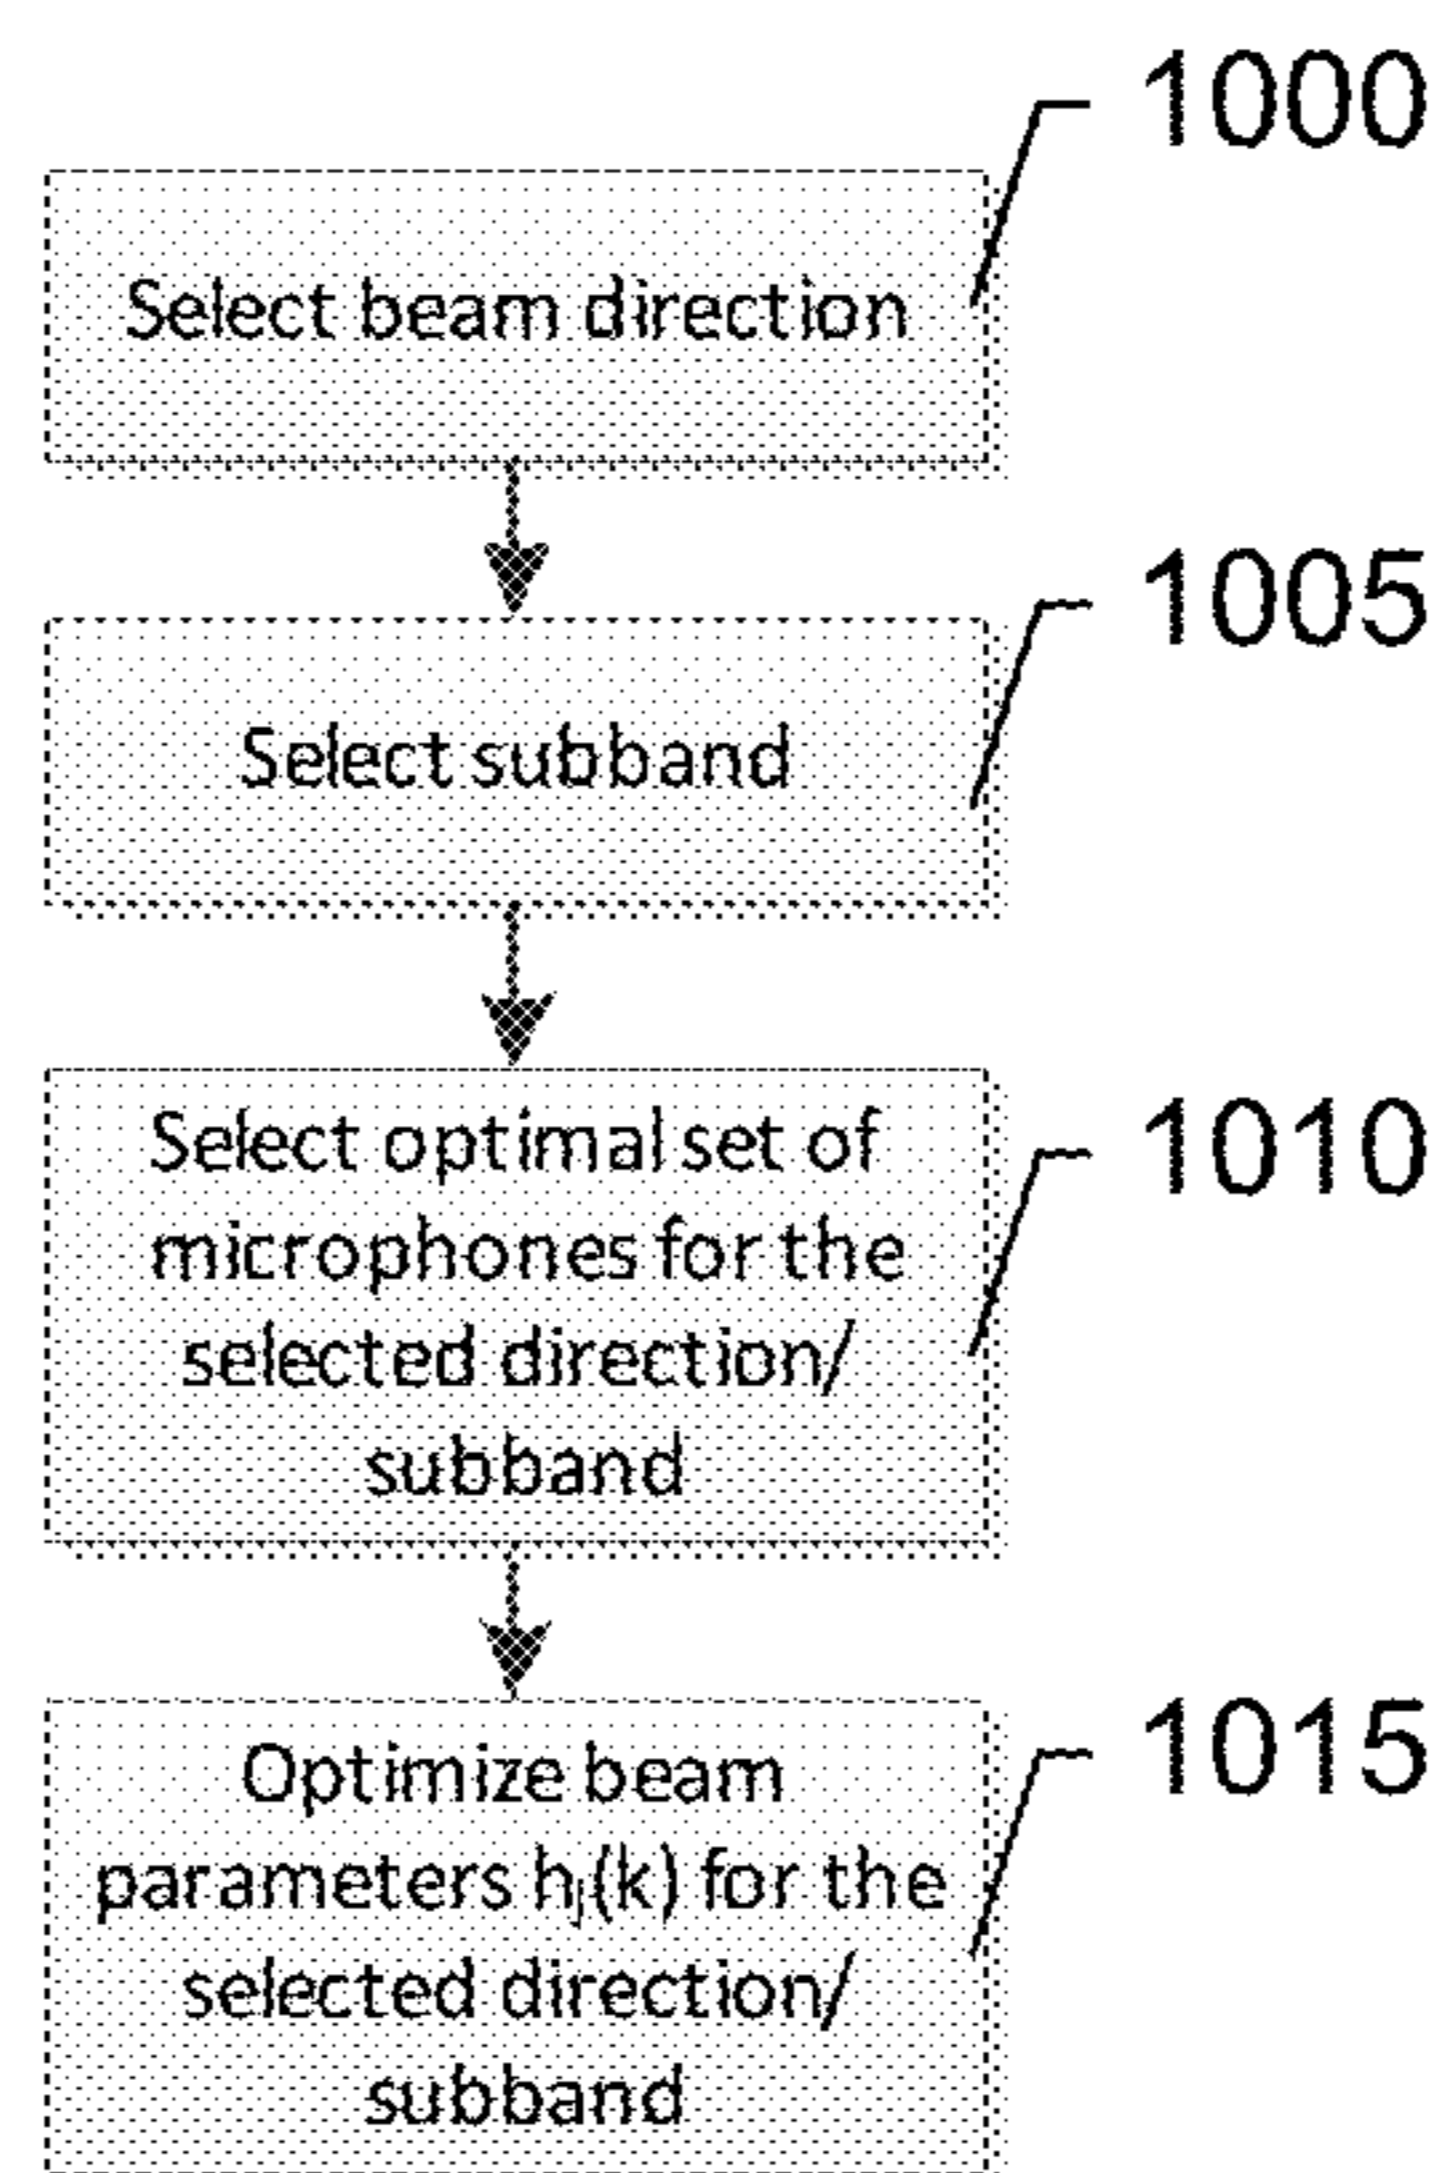 1000
Select beam direction
1005
Select subband
1010
Select optimal set of
microphones for the
selected direction/
subband
1015
Optimize beam
parameters hj(k) for the
selected direction/
subband